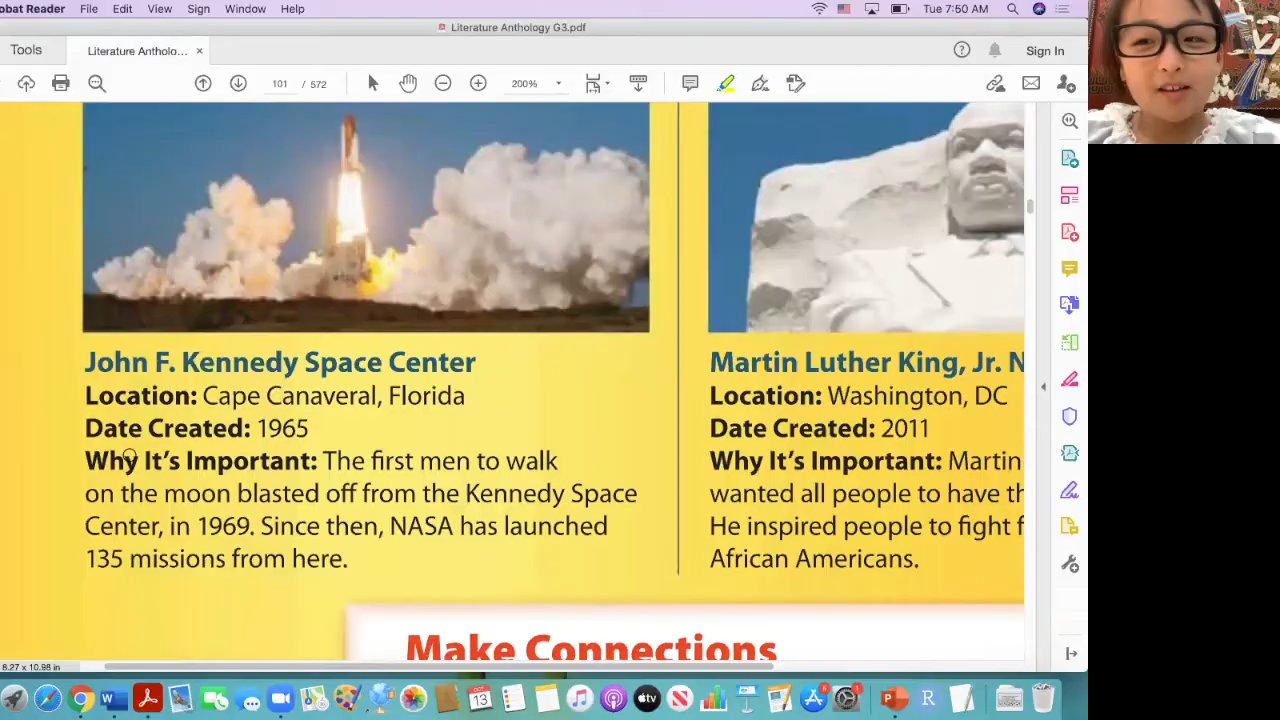 obat Reader File Edit View Sign Window Help Tue 7:50 AM
Literature Anthology G3.pdf
Tools Literature Antholo... × Sign In
101 / 572 200%
John F. Kennedy Space Center
Location: Cape Canaveral, Florida
Date Created: 1965
Why It's Important: The first men to walk
on the moon blasted off from the Kennedy Space
Center, in 1969. Since then, NASA has launched
135 missions from here.
Martin Luther King, Jr. N
Location: Washington, DC
Date Created: 2011
Why It's Important: Martin
wanted all people to have th
He inspired people to fight f
African Americans.
Make Connections
8.27 x 10.98 in
OCT
13
tv